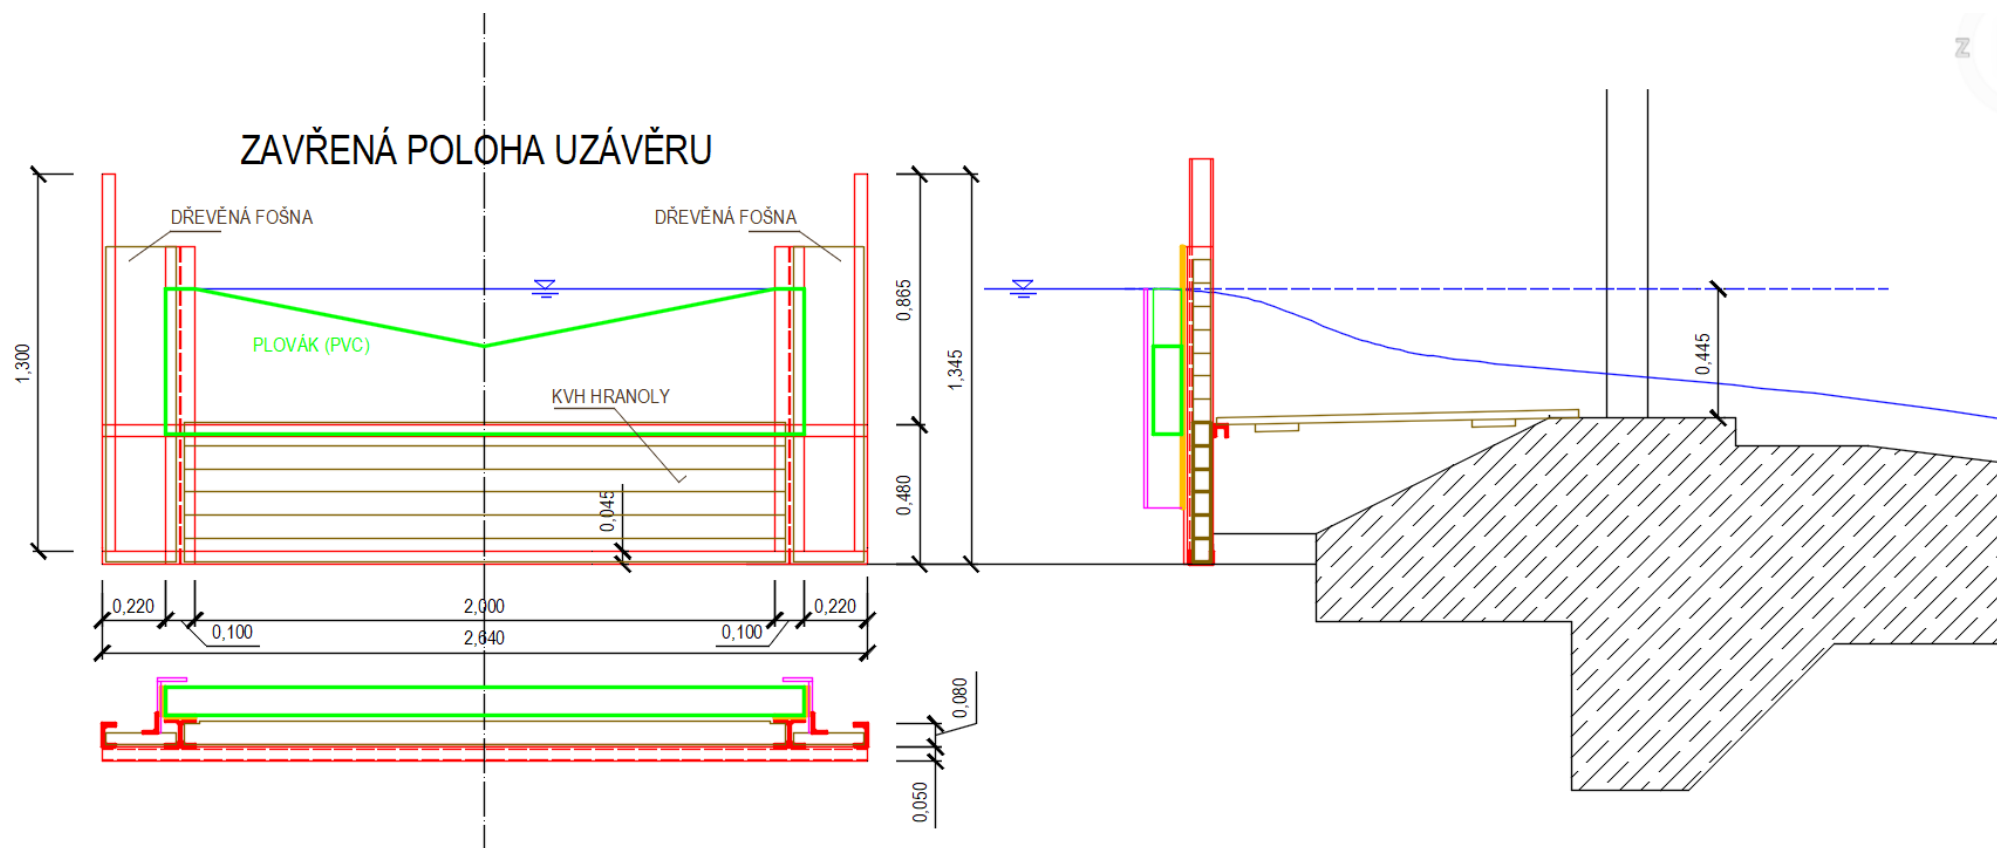 Z
ZAVŘENÁ POLOHA UZÁVĚRU
DŘEVĚNÁ FOŠNA
DŘEVĚNÁ FOŠNA
PLOVÁK (PVC)
KVH HRANOLY
1,300
0,865
1,345
0,480
0,045
0,445
0,220
2,000
0,220
0,100
0,100
2,640
0,080
0,050